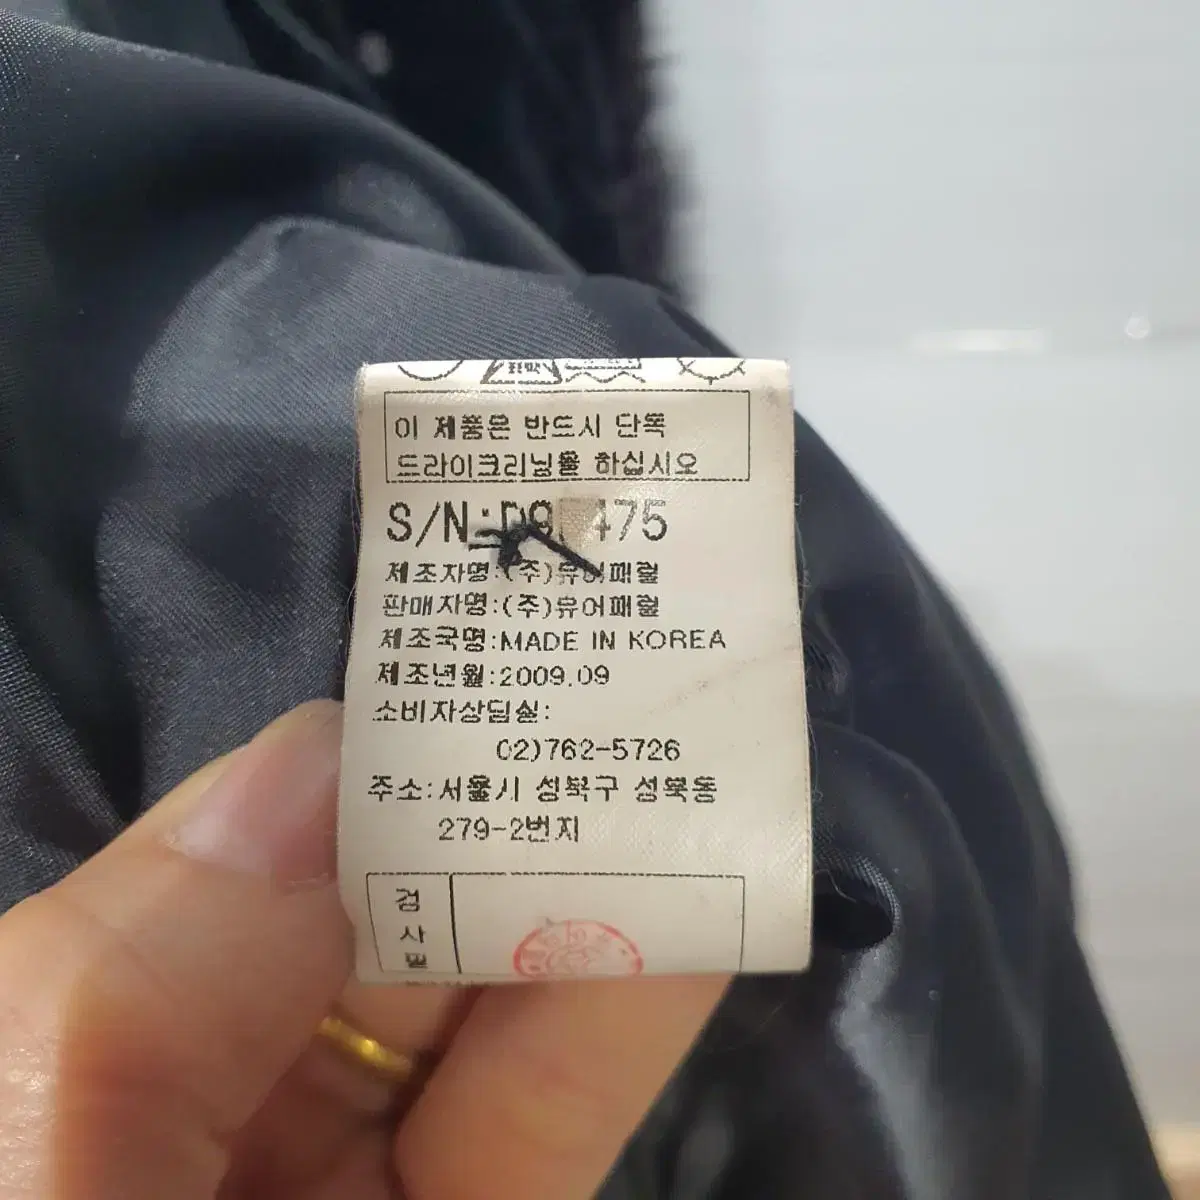 표백
이 제품은 반드시 단독
드라이크리닝을 하십시오
S/N:D9 475
제조자명:(주)유어패럴
판매자명:(주)유어패럴
제조국명:MADE IN KOREA
제조년월:2009.09
소비자상담실:
02)762-5726
주소:서울시 성북구 성북동
279-2번지
검
사
필